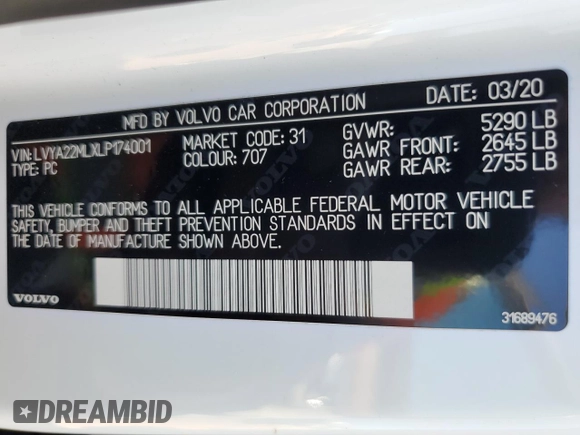 MFD BY VOLVO CAR CORPORATION DATE: 03/20
VIN: LVYA22MLXLP174001 MARKET CODE: 31 GVWR: 5290 LB
TYPE: PC COLOUR: 707 GAWR FRONT: 2645 LB
GAWR REAR: 2755 LB
THIS VEHICLE CONFORMS TO ALL APPLICABLE FEDERAL MOTOR VEHICLE
SAFETY, BUMPER AND THEFT PREVENTION STANDARDS IN EFFECT ON
THE DATE OF MANUFACTURE SHOWN ABOVE.
VOLVO 31689476
DREAMBID